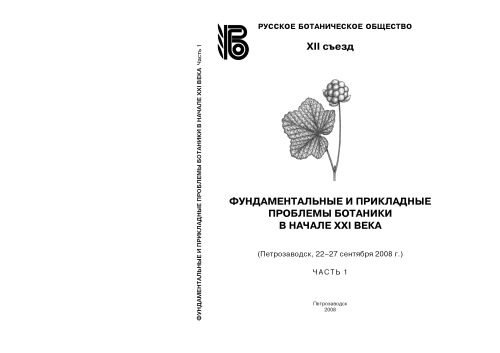 ФУНДАМЕНТАЛЬНЫЕ И ПРИКЛАДНЫЕ ПРОБЛЕМЫ БОТАНИКИ В НАЧАЛЕ XXI ВЕКА Часть 1
РУССКОЕ БОТАНИЧЕСКОЕ ОБЩЕСТВО
XII съезд
ФУНДАМЕНТАЛЬНЫЕ И ПРИКЛАДНЫЕ
ПРОБЛЕМЫ БОТАНИКИ
В НАЧАЛЕ XXI ВЕКА
(Петрозаводск, 22–27 сентября 2008 г.)
ЧАСТЬ 1
Петрозаводск
2008